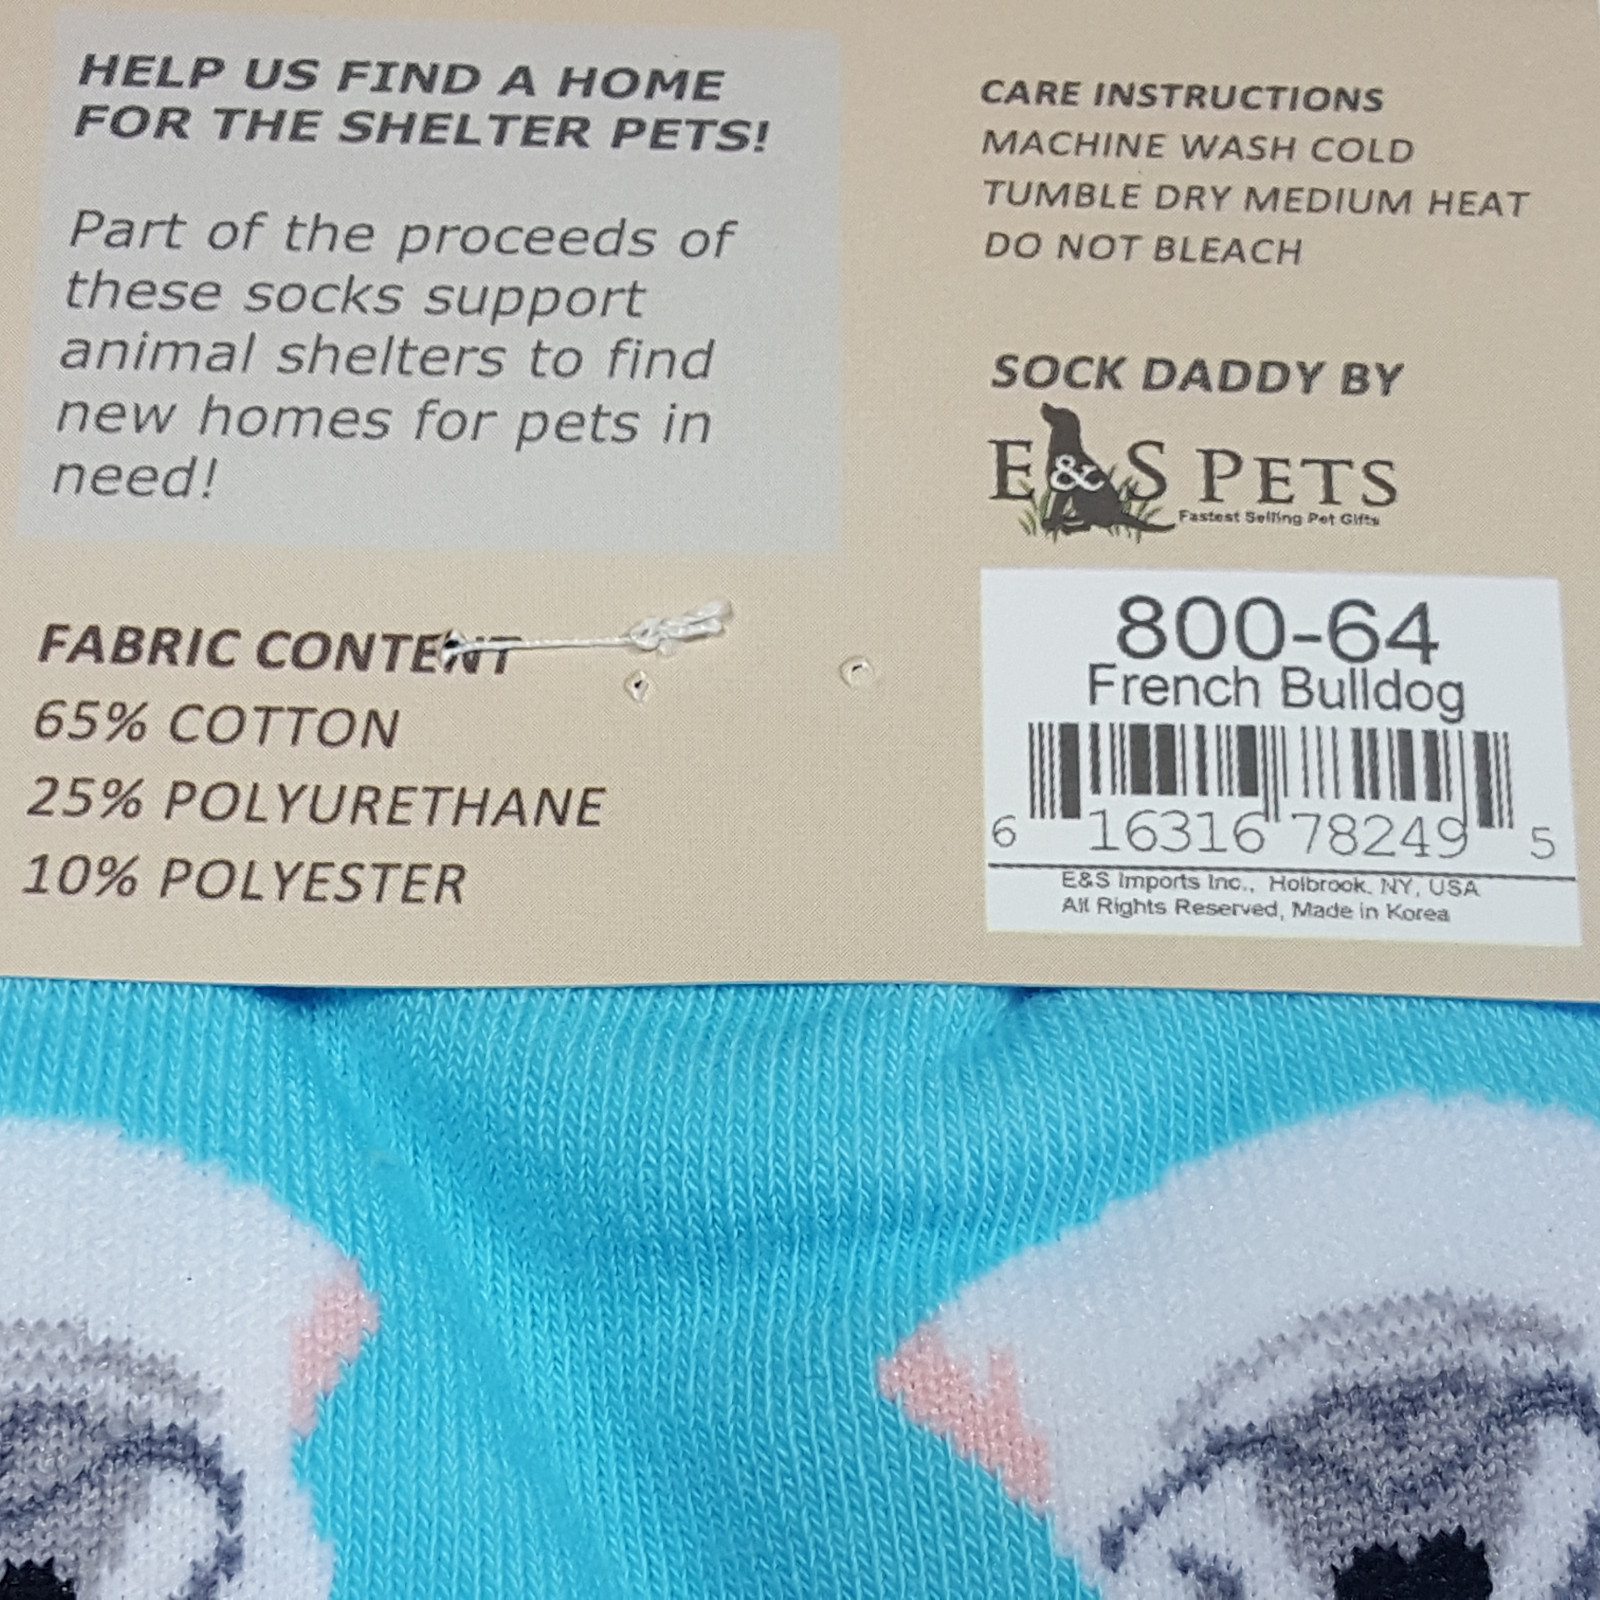 HELP US FIND A HOME
FOR THE SHELTER PETS!
Part of the proceeds of
these socks support
animal shelters to find
new homes for pets in
need!
FABRIC CONTENT
65% COTTON
25% POLYURETHANE
10% POLYESTER
CARE INSTRUCTIONS
MACHINE WASH COLD
TUMBLE DRY MEDIUM HEAT
DO NOT BLEACH
SOCK DADDY BY
E&S PETS
Fastest Selling Pet Gifts
800-64
French Bulldog
6 16316 78249 5
E&S Imports Inc., Holbrook. NY, USA
All Rights Reserved, Made in Korea